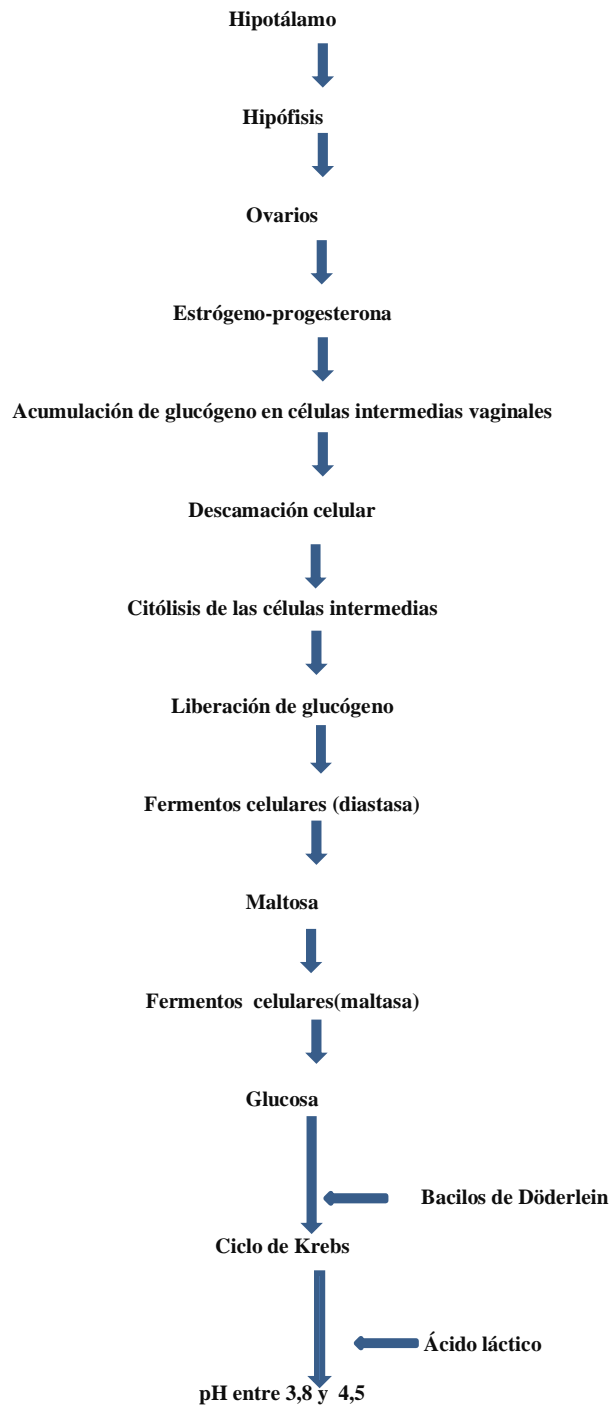 Hipotálamo
Hipófisis
Ovarios
Estrógeno-progesterona
Acumulación de glucógeno en células intermedias vaginales
Descamación celular
Citólisis de las células intermedias
Liberación de glucógeno
Fermentos celulares (diastasa)
Maltosa
Fermentos celulares(maltasa)
Glucosa
Bacilos de Döderlein
Ciclo de Krebs
Ácido láctico
pH entre 3,8 y 4,5